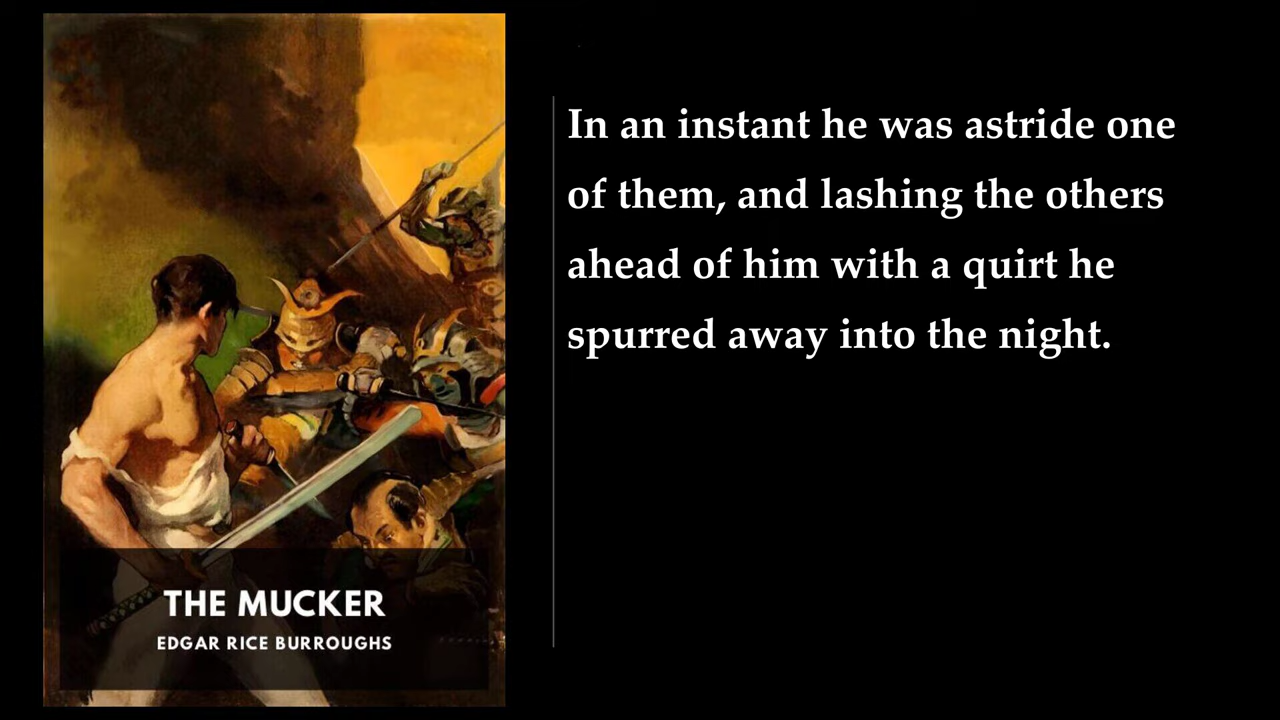 THE MUCKER
EDGAR RICE BURROUGHS
In an instant he was astride one
of them, and lashing the others
ahead of him with a quirt he
spurred away into the night.